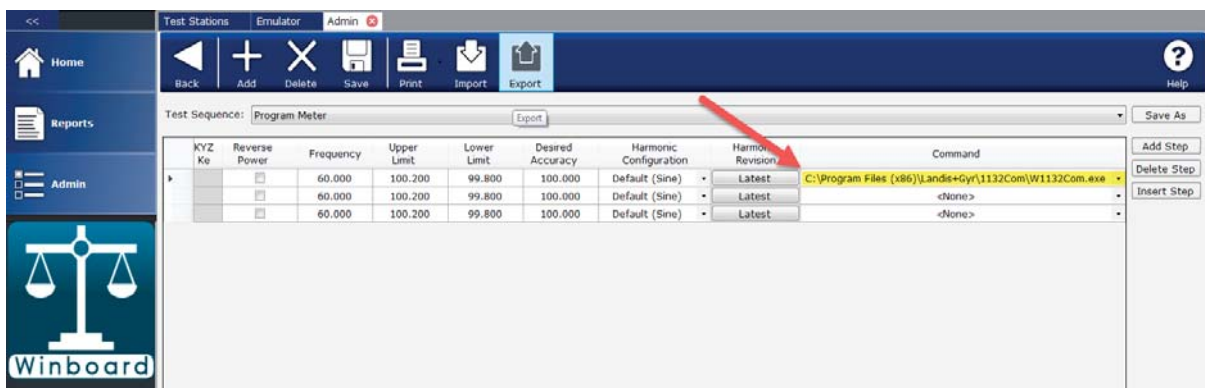 <<
Test Stations Emulator Admin
Home
Back Add Delete Save Print Import Export Help
Reports
Test Sequence: Program Meter Save As
Export
KYZ Ke Reverse Power Frequency Upper Limit Lower Limit Desired Accuracy Harmonic Configuration Harmonic Revision Command
Add Step
60.000 100.200 99.800 100.000 Default (Sine) Latest C:\Program Files (x86)\Landis+Gyr\1132Com\W1132Com.exe
Delete Step
60.000 100.200 99.800 100.000 Default (Sine) Latest <None>
Insert Step
60.000 100.200 99.800 100.000 Default (Sine) Latest <None>
Admin
Winboard